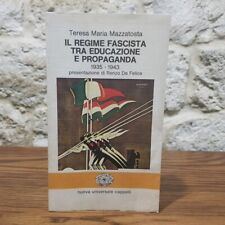 Teresa Maria Mazzatosta
IL REGIME FASCISTA
TRA EDUCAZIONE
E PROPAGANDA
1935 - 1943
presentazione di Renzo De Felice
nuova universale cappelli